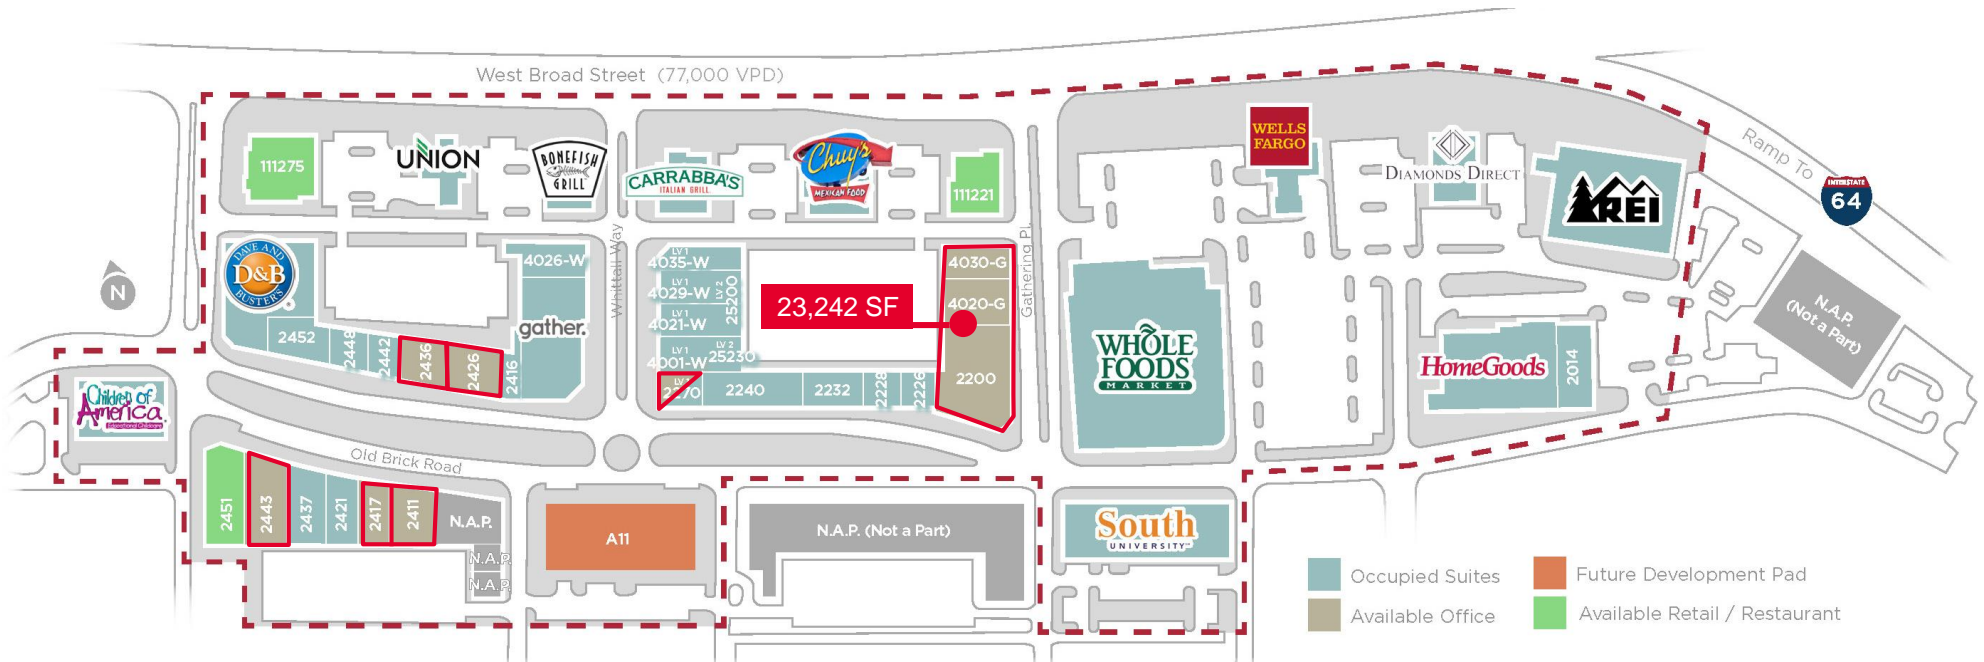 West Broad Street (77,000 VPD)
Ramp To
INTERSTATE
64
111275
UNION
BONEFISH
GRILL
CARRABBA'S
ITALIAN GRILL
Chuy's
MEXICAN FOOD
111221
WELLS
FARGO
DIAMONDS DIRECT
REI
N
DAVE AND
D&B
BUSTERS
2452
2448
2442
2436
2426
2416
4026-W
gather.
Whittall Way
LV 1
4035-W
LV 1
4029-W
LV 1
4021-W
LV 1
4001-W
LV 2
25200
LV 2
25230
2270
2240
2232
2228
2226
23,242 SF
4030-G
4020-G
2200
Gathering Pl.
WHOLE
FOODS
MARKET
HomeGoods
2014
N.A.P.
(Not a Part)
Children of
America
Educational Childcare
Old Brick Road
2451
2443
2437
2421
2417
2411
N.A.P.
N.A.P.
N.A.P.
A11
N.A.P. (Not a Part)
South
UNIVERSITY
Occupied Suites
Available Office
Future Development Pad
Available Retail / Restaurant